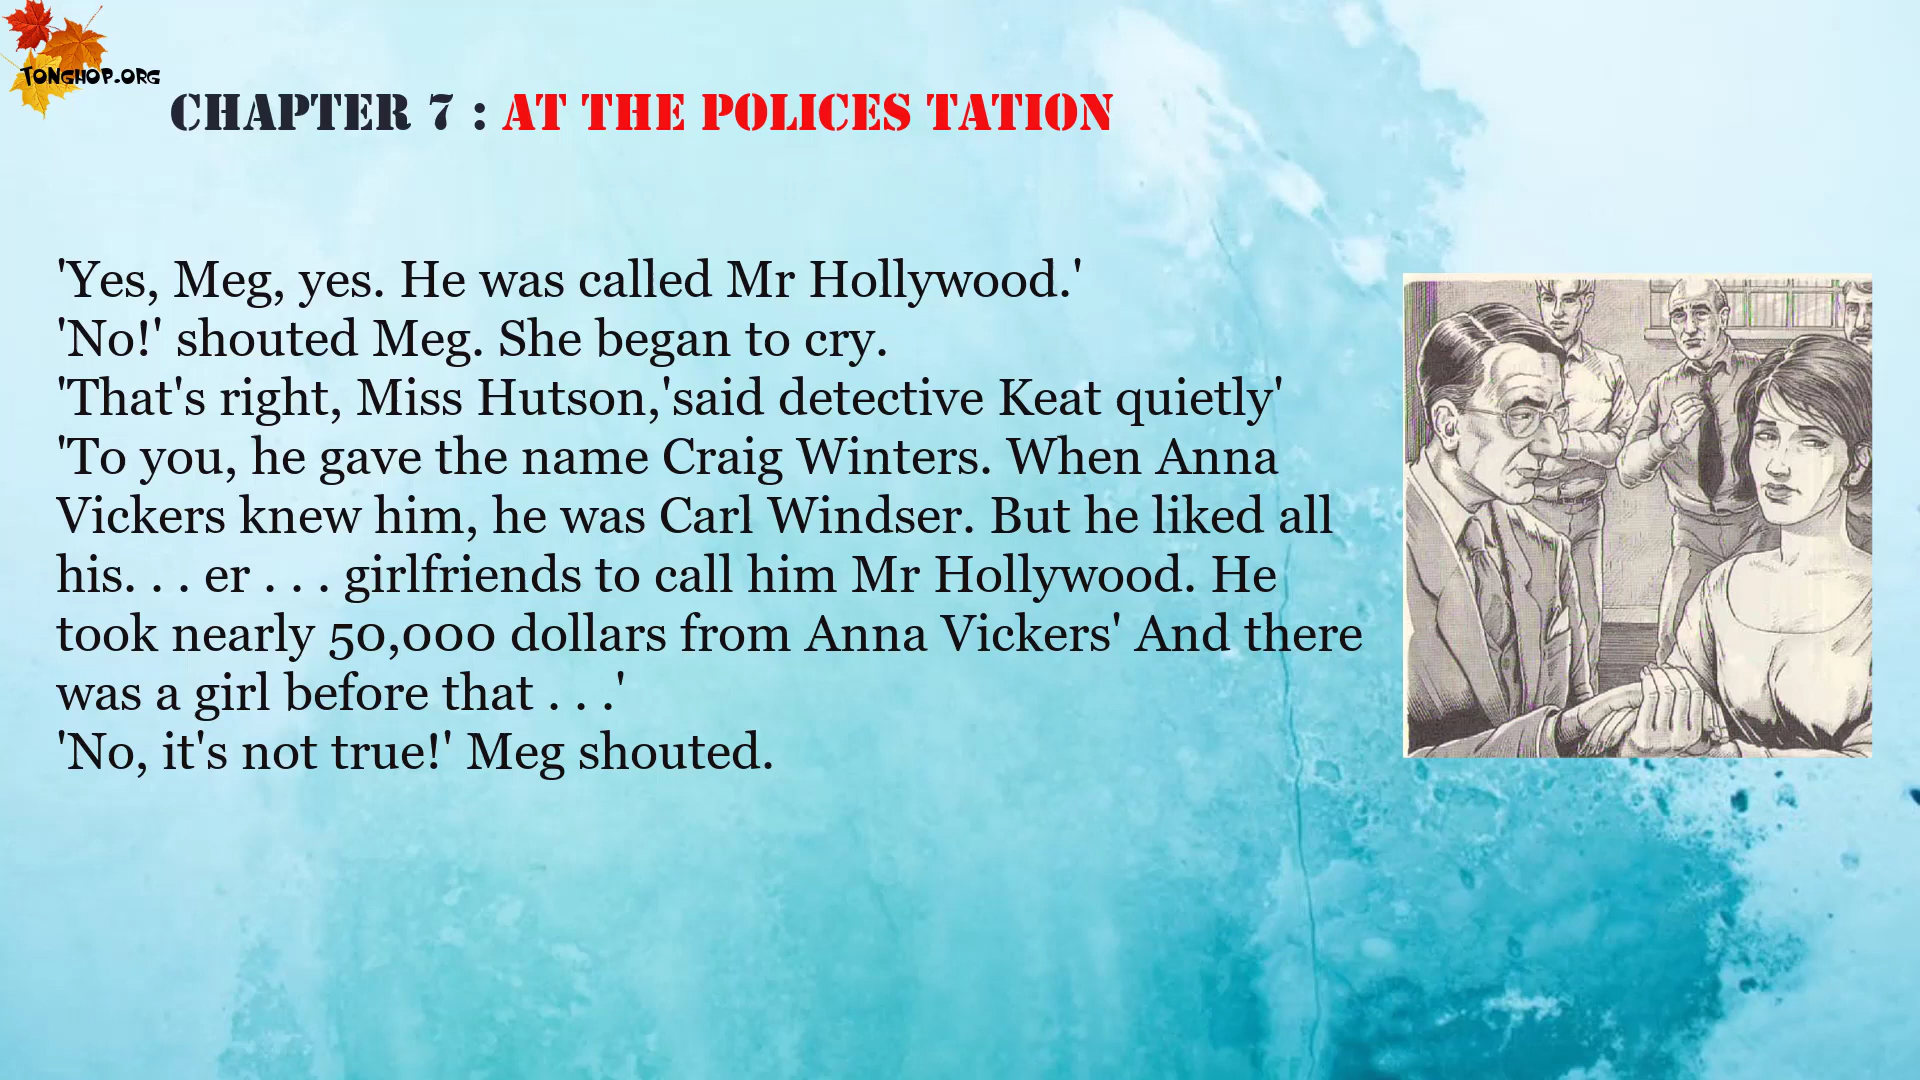 TONGHOP.ORG
CHAPTER 7 : AT THE POLICES TATION
'Yes, Meg, yes. He was called Mr Hollywood.'
'No!' shouted Meg. She began to cry.
'That's right, Miss Hutson,'said detective Keat quietly'
'To you, he gave the name Craig Winters. When Anna
Vickers knew him, he was Carl Windser. But he liked all
his. . . er . . . girlfriends to call him Mr Hollywood. He
took nearly 50,000 dollars from Anna Vickers' And there
was a girl before that . . .'
'No, it's not true!' Meg shouted.